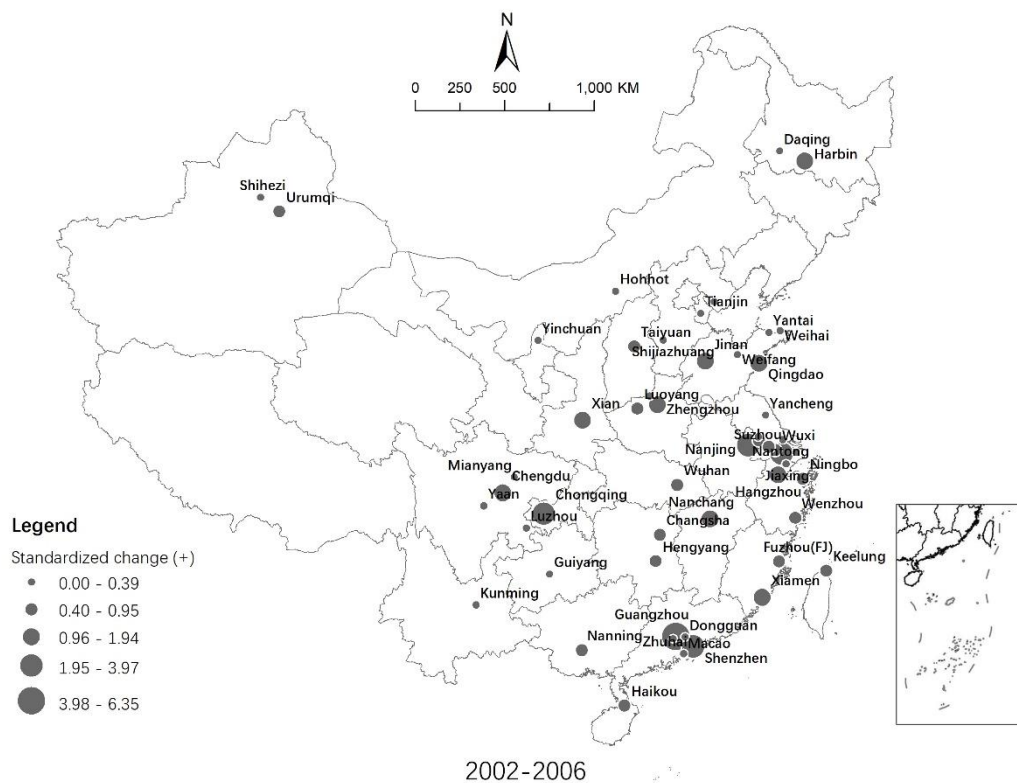 N
0 250 500 1,000 KM
Daqing
Harbin
Shihezi
Urumqi
Hohhot
Tianjin
Yantai
Weihai
Yinchuan
Taiyuan
Jinan
Shijiazhuang
Weifang
Qingdao
Luoyang
Xian
Zhengzhou
Yancheng
Suzhou
Wuxi
Nanjing
Nantong
Mianyang
Chengdu
Wuhan
Ningbo
Jiaxing
Yaan
Chongqing
Hangzhou
Nanchang
Wenzhou
Luzhou
Changsha
Hengyang
Fuzhou(FJ)
Keelung
Guiyang
Xiamen
Kunming
Guangzhou
Dongguan
Nanning
Zhuhai
Macao
Shenzhen
Haikou
Legend
Standardized change (+)
0.00 - 0.39
0.40 - 0.95
0.96 - 1.94
1.95 - 3.97
3.98 - 6.35
2002-2006